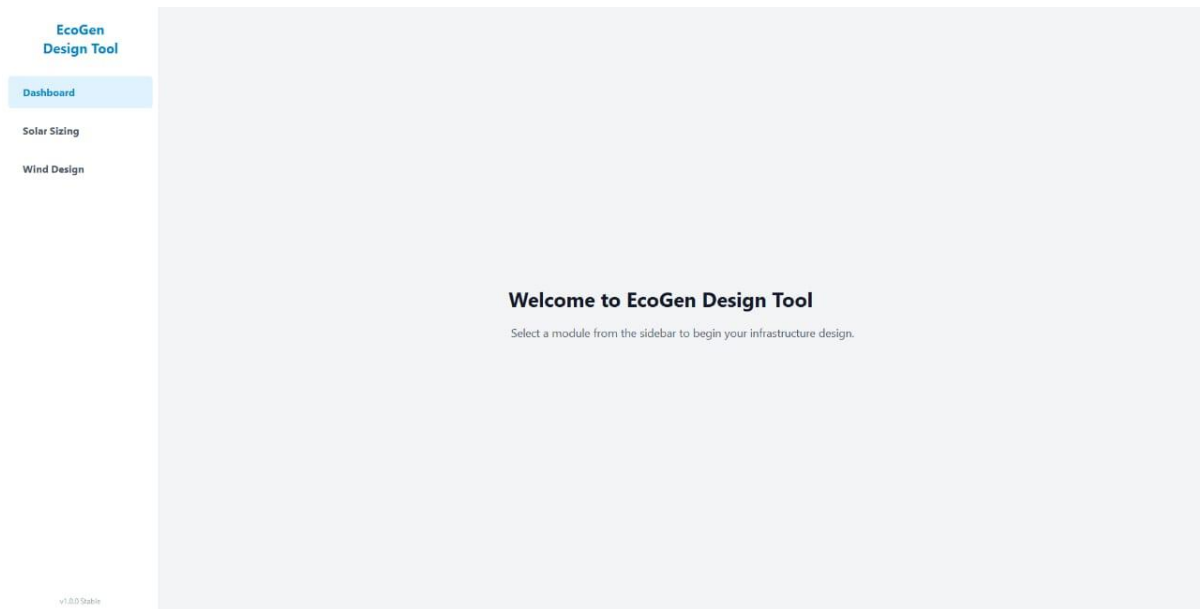 EcoGen
Design Tool
Dashboard
Solar Sizing
Wind Design
Welcome to EcoGen Design Tool
Select a module from the sidebar to begin your infrastructure design.
v1.0.0 Stable